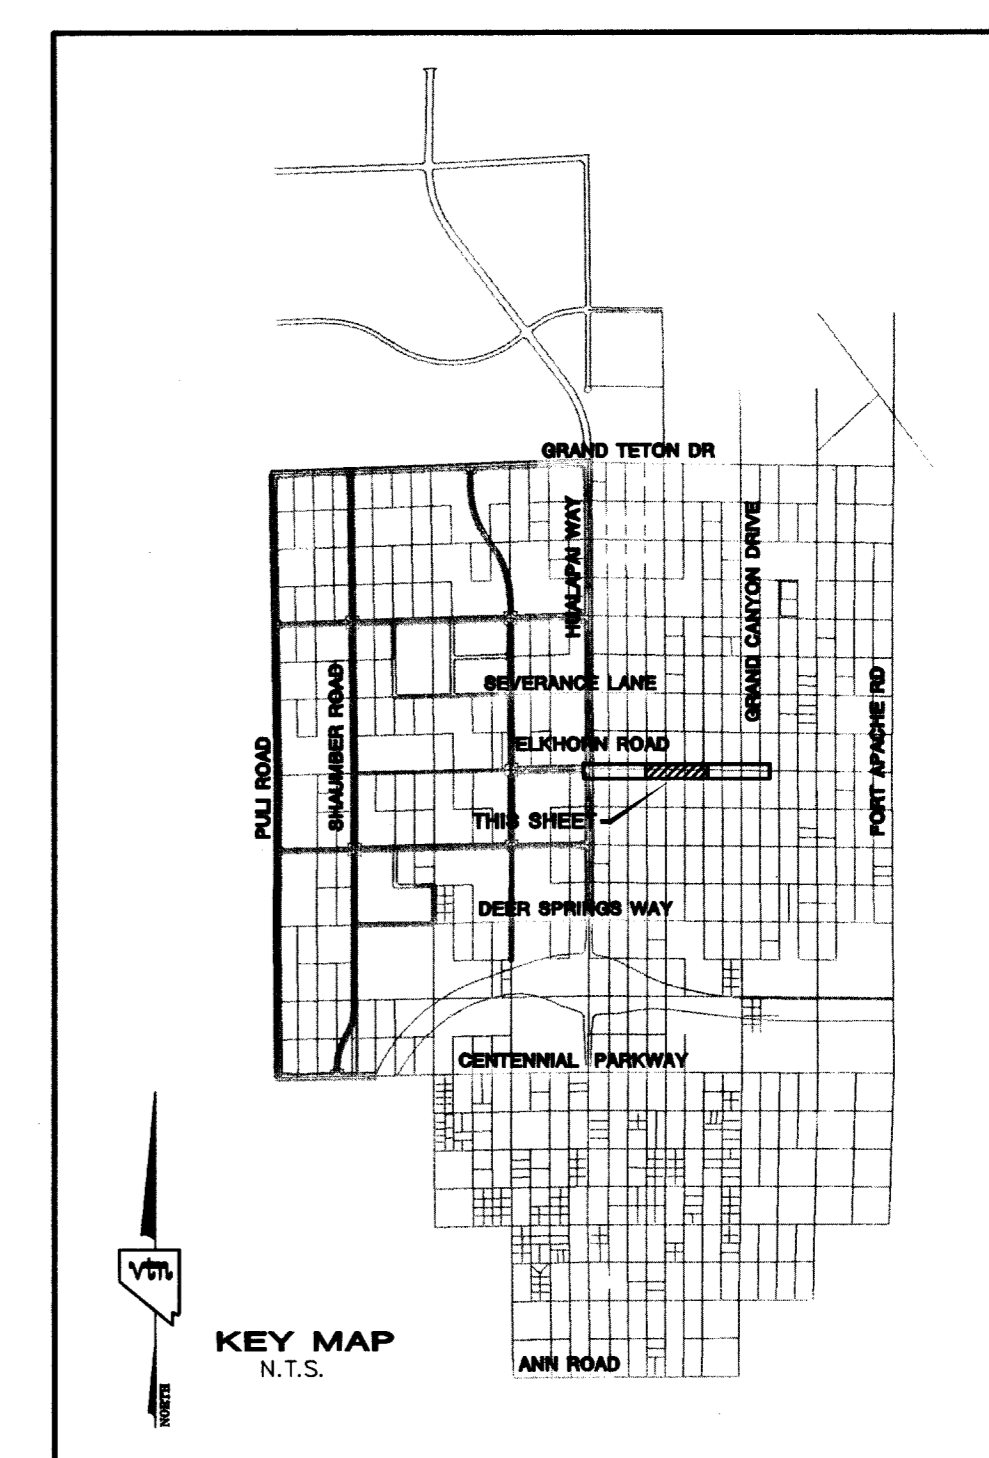 GRAND TETON DR
HUALAPAI WAY
GRAND CANYON DRIVE
SEVERANCE LANE
SHAUMBER ROAD
FORT APACHE RD
PULI ROAD
ELKHORN ROAD
THIS SHEET
DEER SPRINGS WAY
CENTENNIAL PARKWAY
vtn
KEY MAP
N.T.S.
ANN ROAD
NORTH